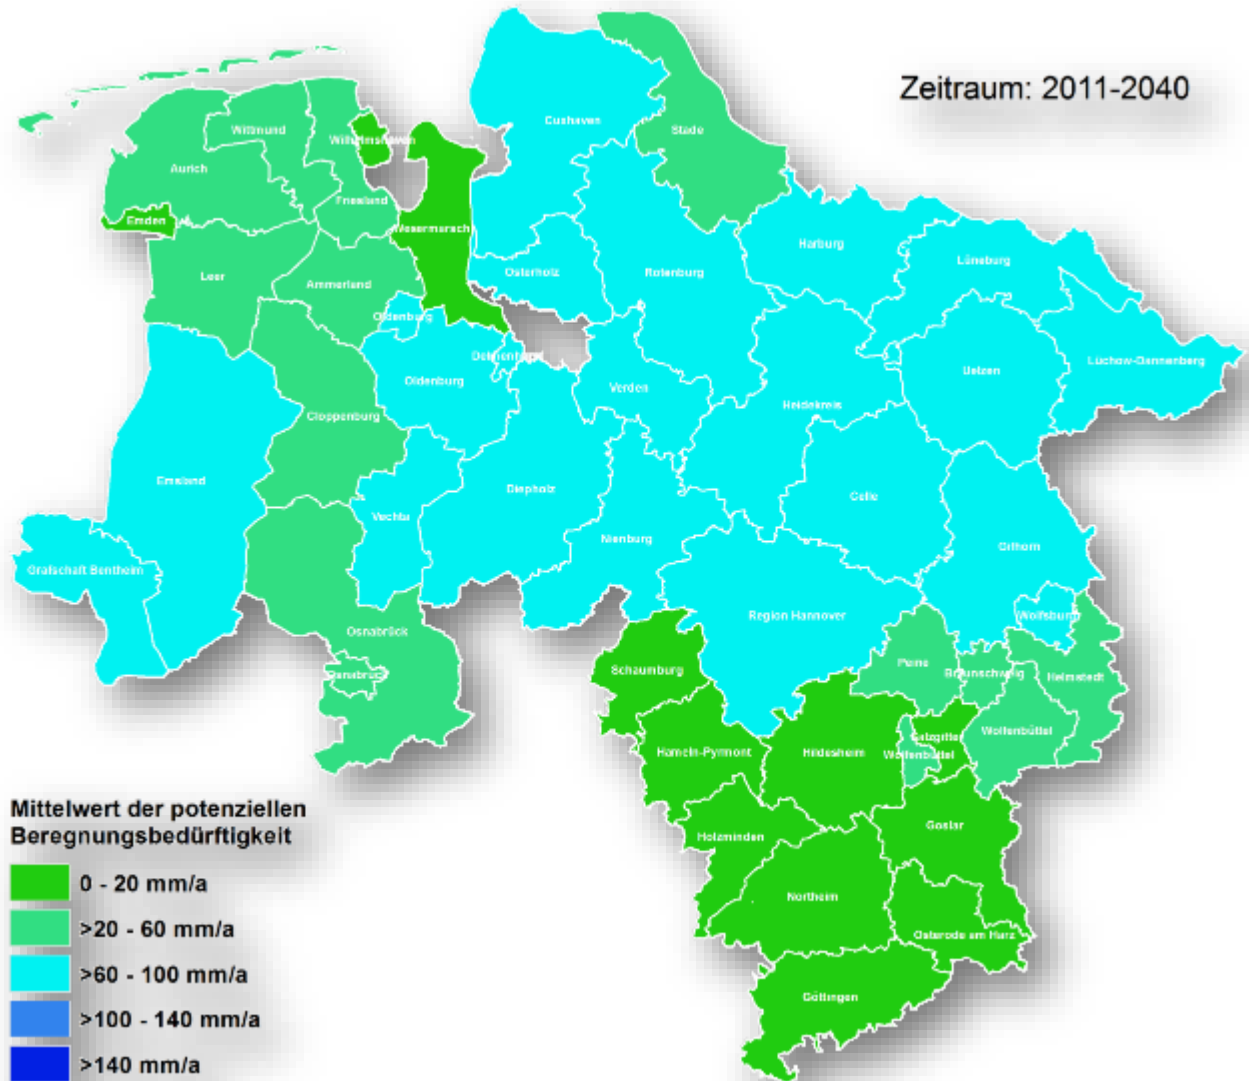 Zeitraum: 2011-2040
Cuxhaven
Stade
Wittmund
Wilhelmshaven
Aurich
Friesland
Emden
Wesermarsch
Harburg
Lüneburg
Osterholz
Rotenburg
Leer
Ammerland
Oldenburg
Delmenhorst
Lüchow-Dannenberg
Uelzen
Oldenburg
Verden
Heidekreis
Cloppenburg
Emsland
Diepholz
Celle
Vechta
Nienburg
Gifhorn
Grafschaft Bentheim
Region Hannover
Wolfsburg
Osnabrück
Peine
Schaumburg
Braunschweig
Helmstedt
Osnabrück
Wolfenbüttel
Salzgitter
Hameln-Pyrmont
Hildesheim
Wolfenbüttel
Goslar
Holzminden
Northeim
Osterode am Harz
Göttingen
Mittelwert der potenziellen
Beregnungsbedürftigkeit
0 - 20 mm/a
>20 - 60 mm/a
>60 - 100 mm/a
>100 - 140 mm/a
>140 mm/a